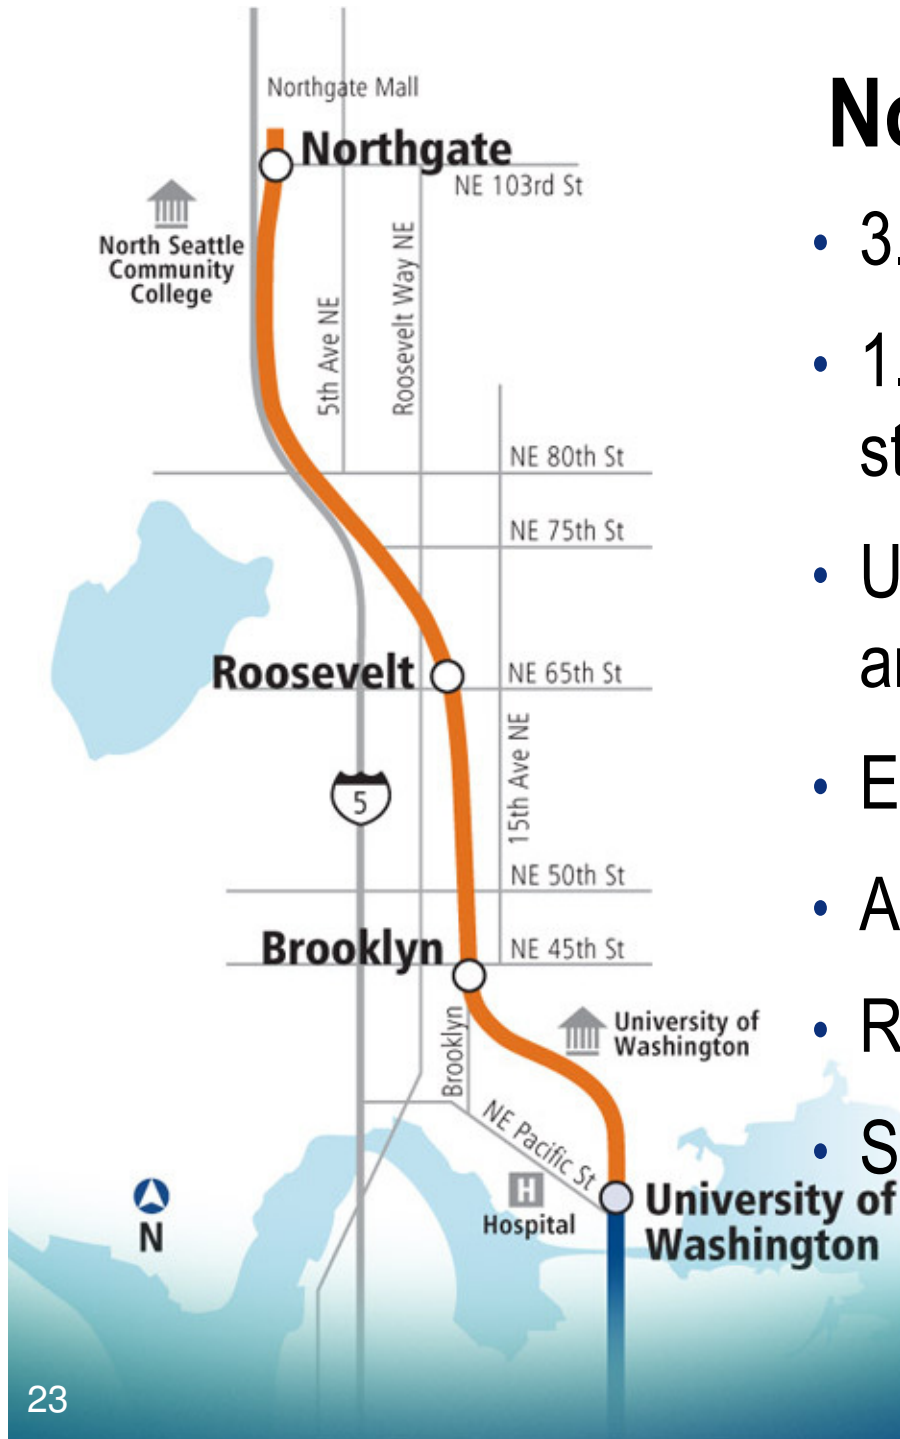 Northgate Mall
Northgate
NE 103rd St
North Seattle
Community
College
5th Ave NE
Roosevelt Way NE
NE 80th St
NE 75th St
Roosevelt
NE 65th St
15th Ave NE
5
NE 50th St
Brooklyn
NE 45th St
University of
Washington
Brooklyn
NE Pacific St
H
Hospital
University of
Washington
N
23
• 3.
• 1.